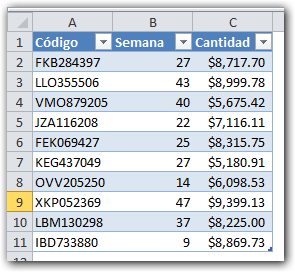 A B C
1 Código Semana Cantidad
2 FKB284397 27 $8,717.70
3 LLO355506 43 $8,999.78
4 VMO879205 40 $5,675.42
5 JZA116208 22 $7,116.11
6 FEK069427 25 $8,315.75
7 KEG437049 27 $5,180.91
8 OVV205250 14 $6,098.53
9 XKP052369 47 $9,399.13
10 LBM130298 37 $8,225.00
11 IBD733880 9 $8,869.73